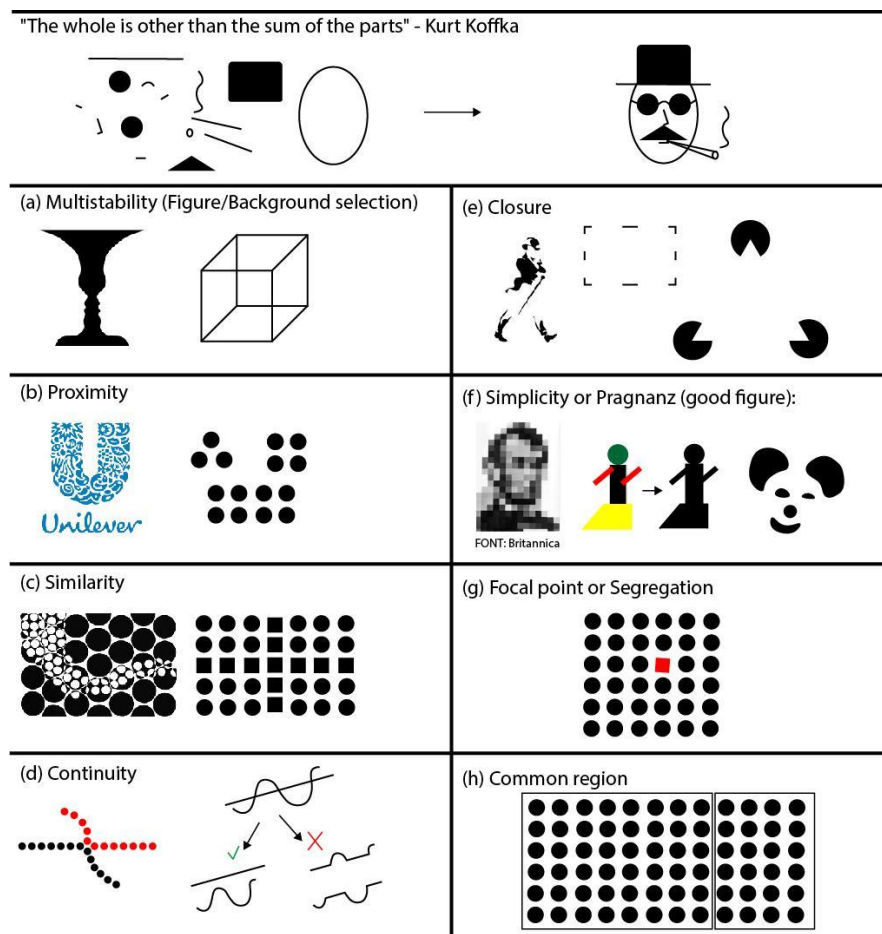 "The whole is other than the sum of the parts" - Kurt Koffka
(a) Multistability (Figure/Background selection)
(e) Closure
(b) Proximity
Unilever
(f) Simplicity or Pragnanz (good figure):
FONT: Britannica
(c) Similarity
(g) Focal point or Segregation
(d) Continuity
(h) Common region